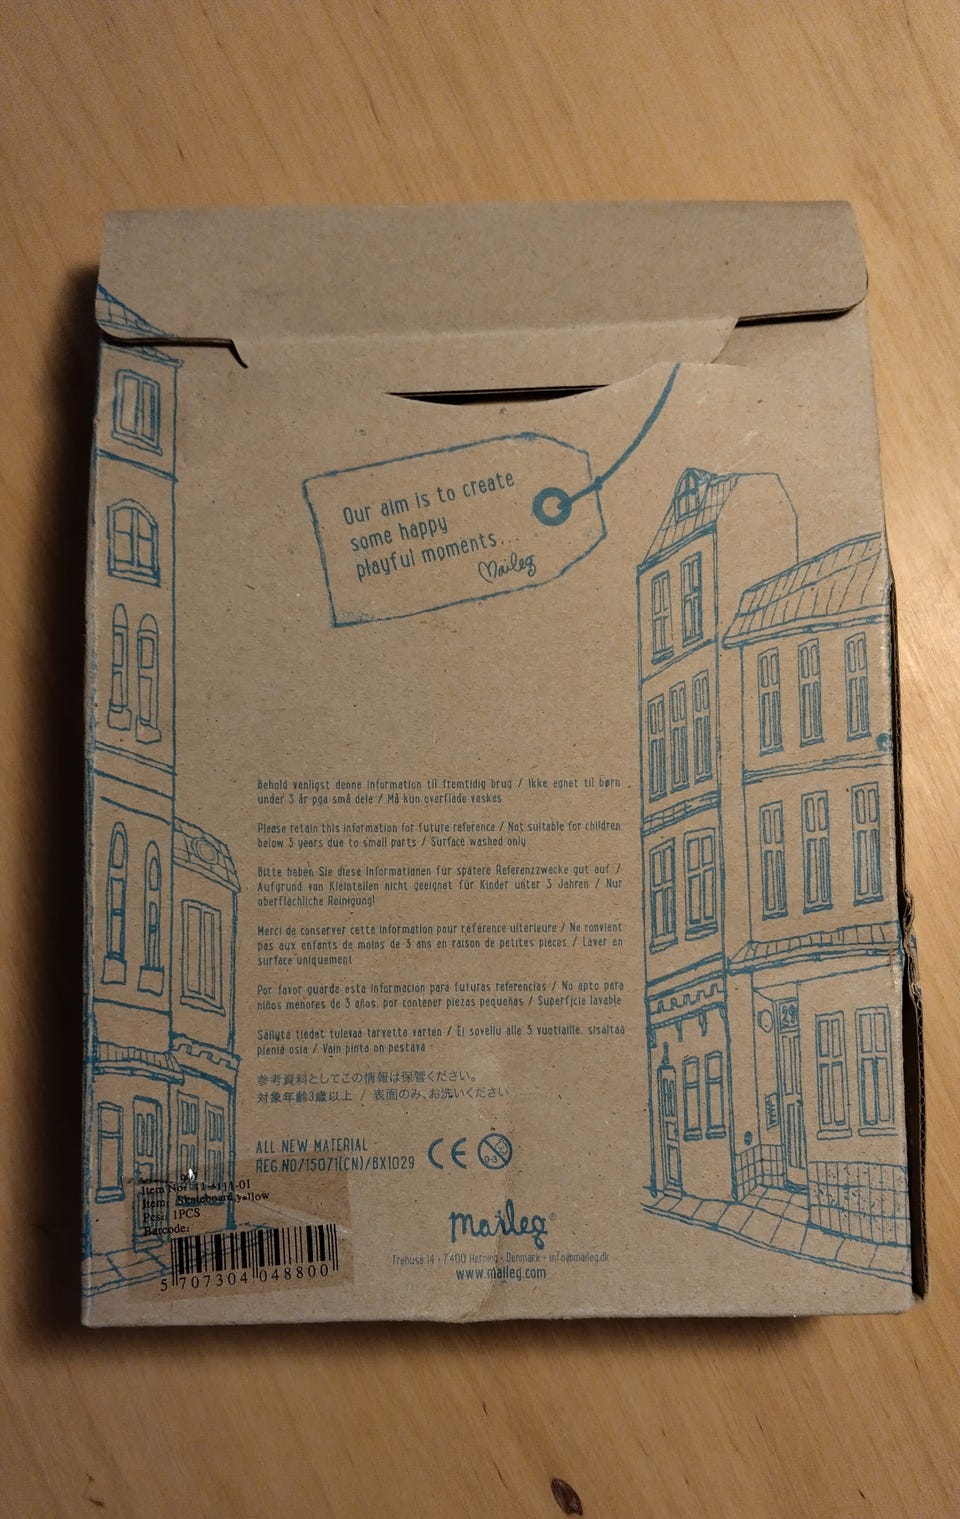 Our aim is to create
some happy
playful moments...
Maileg
Behold venligst denne information til fremtidig brug / Ikke egnet til børn
under 3 år pga små dele / Må kun overflade vaskes
Please retain this information for future reference / Not suitable for children
below 3 years due to small parts / Surface washed only
Bitte heben Sie diese Informationen für spätere Referenzzwecke gut auf /
Aufgrund von Kleinteilen nicht geeignet für Kinder unter 3 Jahren / Nur
oberflächliche Reinigung!
Merci de conserver cette information pour référence ultérieure / Ne convient
pas aux enfants de moins de 3 ans en raison de petites pièces / Laver en
surface uniquement
Por favor guarde esta informacion para futuras referencias / No apto para
niños menores de 3 años, por contener piezas pequeñas / Superficie lavable
Säilytä tiedot tulevaa tarvetta varten / Ei sovellu alle 3 vuotiaille, sisältää
pieniä osia / Vain pinta on pestävä
参考資料としてこの情報は保管ください。
対象年齢3歳以上 / 表面のみ、お洗いください
29
ALL NEW MATERIAL
REG.NO/15071(CN)/BX1029
CE
0-3
Item No: 11-111-01
Item: Skateboard,yellow
Pcs: 1PCS
Barcode:
5 707304 048800
maileg®
Træhuse 14 · 7400 Herning · Denmark · info@maileg.dk
www.maileg.com